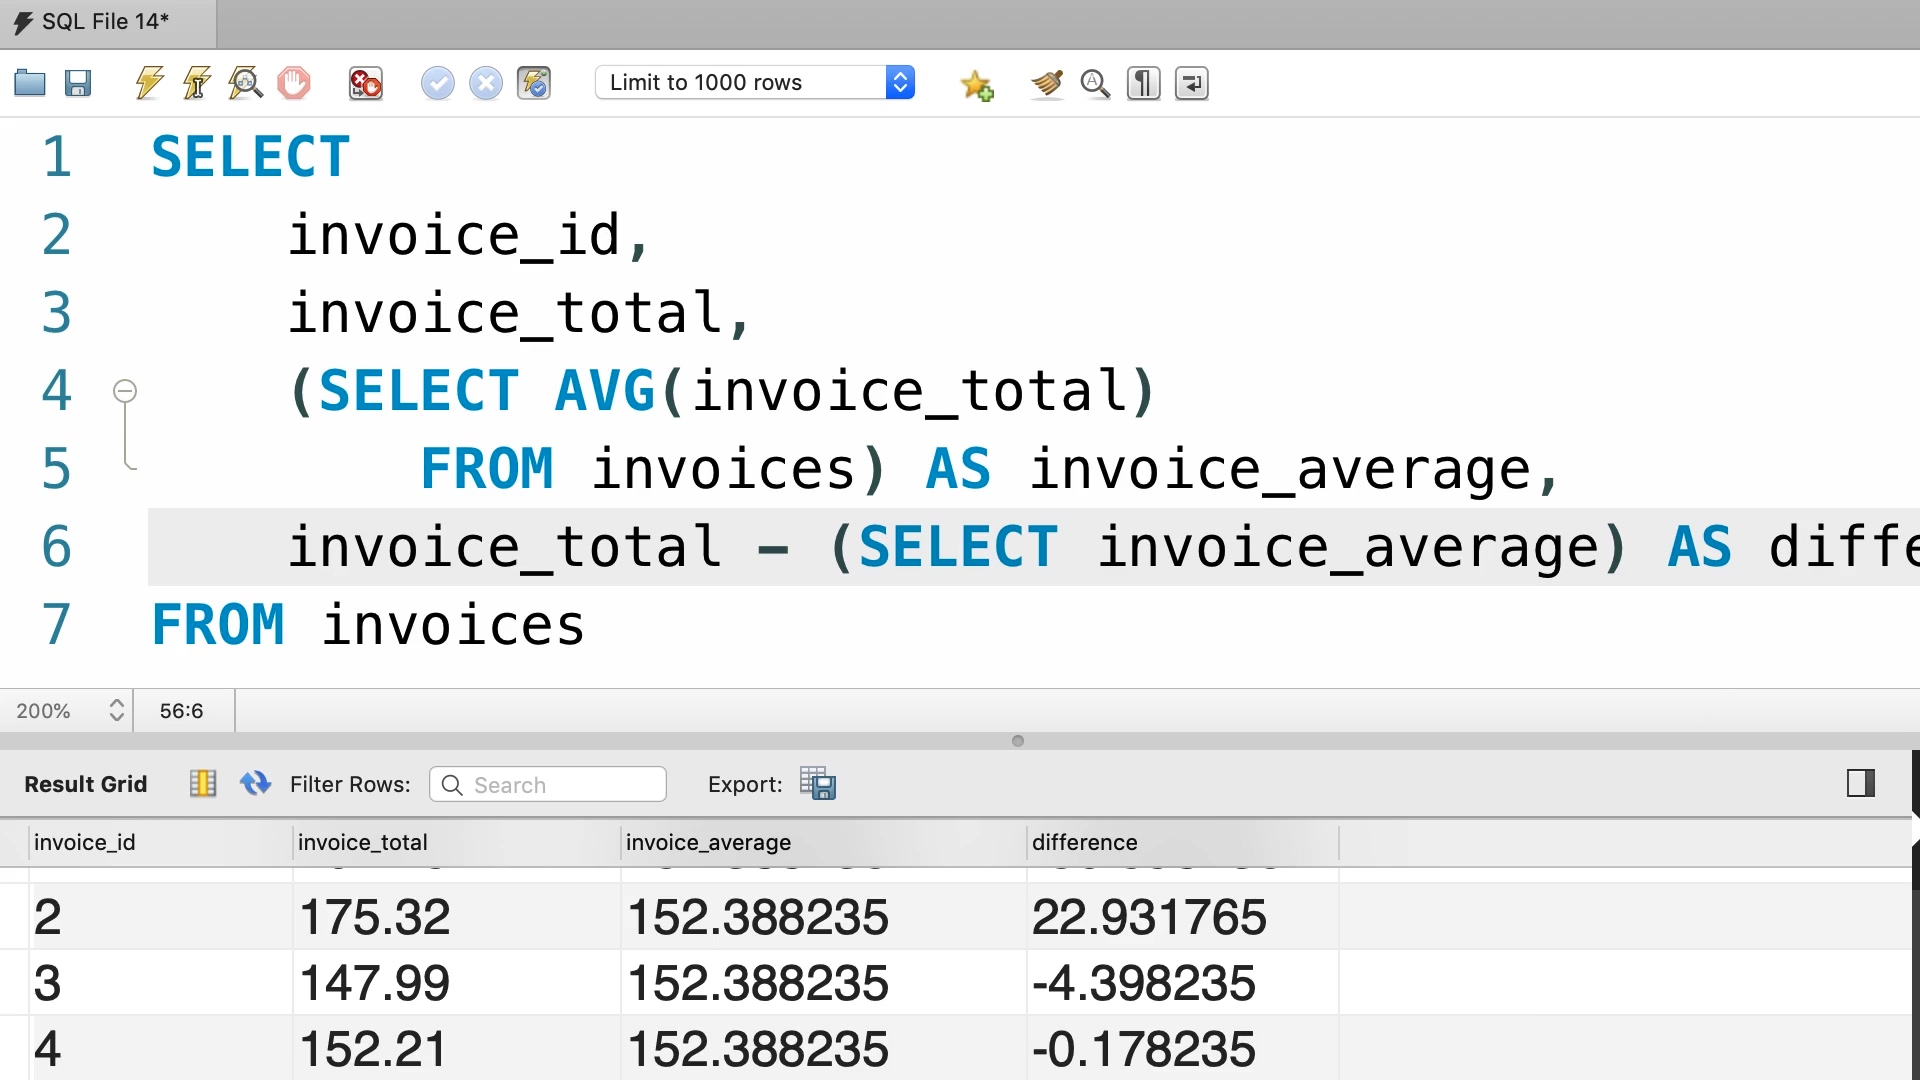 SQL File 14*
Limit to 1000 rows
1 SELECT
2 invoice_id,
3 invoice_total,
4 (SELECT AVG(invoice_total)
5 FROM invoices) AS invoice_average,
6 invoice_total - (SELECT invoice_average) AS diffe
7 FROM invoices
200% 56:6
Result Grid Filter Rows: Search Export:
invoice_id invoice_total invoice_average difference
2 175.32 152.388235 22.931765
3 147.99 152.388235 -4.398235
4 152.21 152.388235 -0.178235